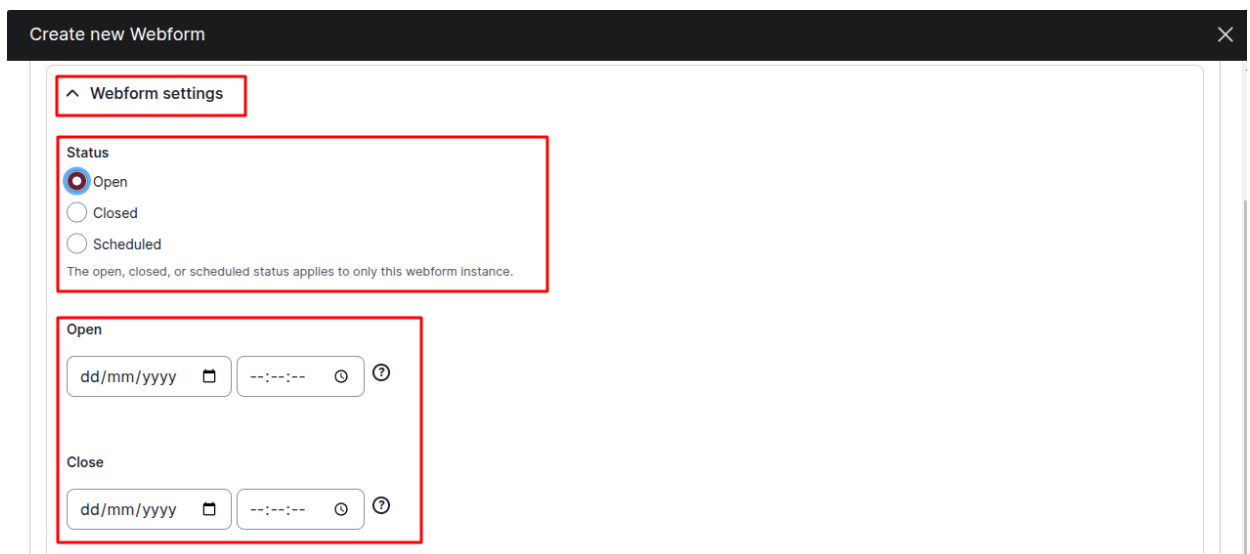 Create new Webform
Webform settings
Status
Open
Closed
Scheduled
The open, closed, or scheduled status applies to only this webform instance.
Open
dd/mm/yyyy --:--:--
Close
dd/mm/yyyy --:--:--